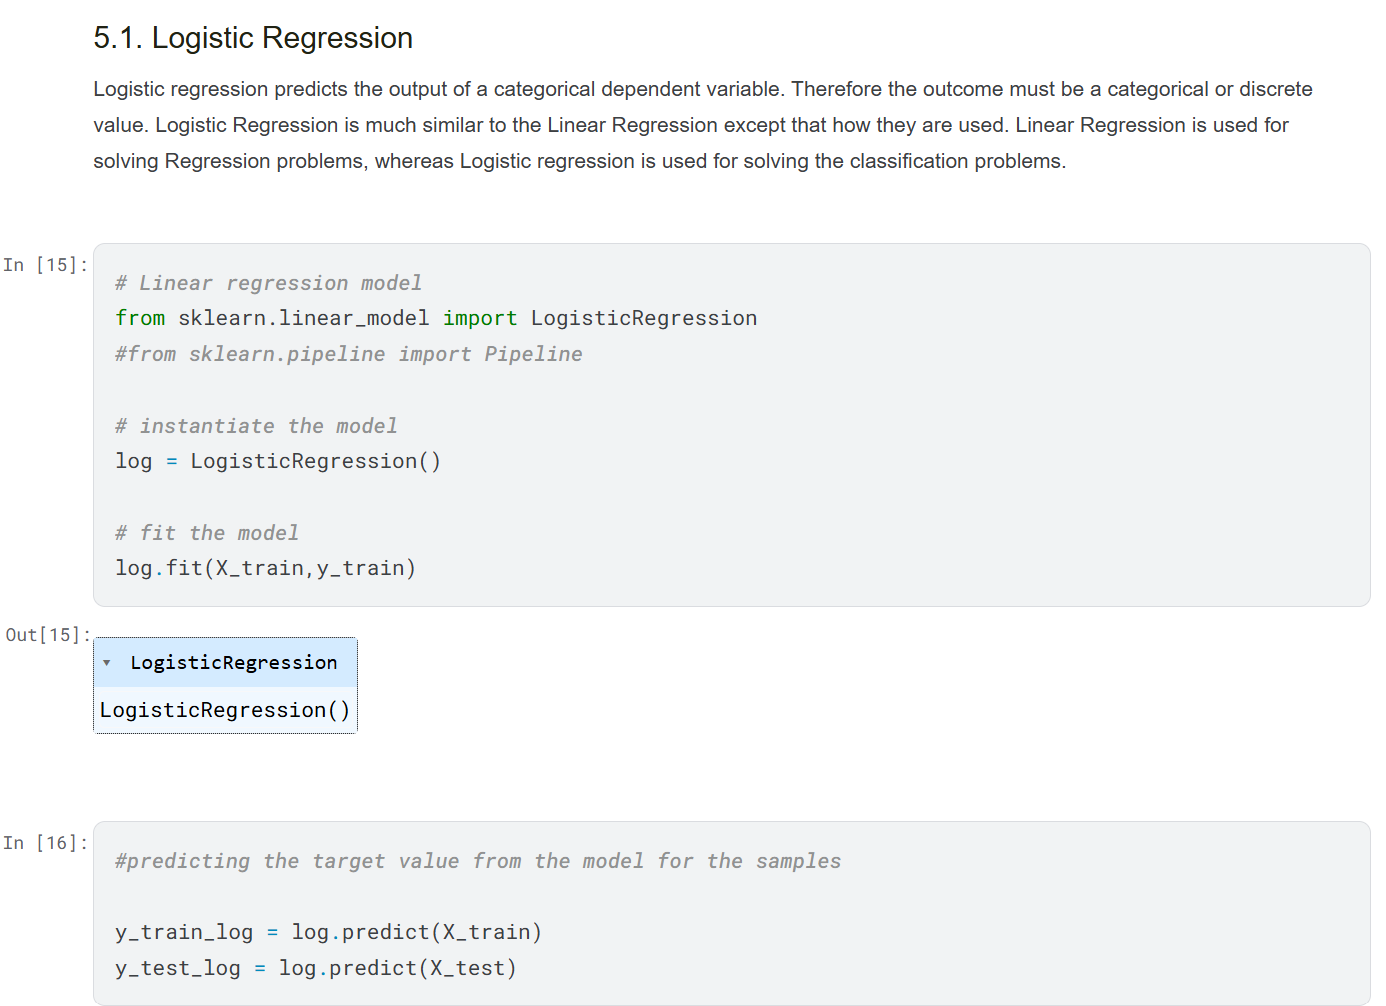 5.1. Logistic Regression
Logistic regression predicts the output of a categorical dependent variable. Therefore the outcome must be a categorical or discrete
value. Logistic Regression is much similar to the Linear Regression except that how they are used. Linear Regression is used for
solving Regression problems, whereas Logistic regression is used for solving the classification problems.
In [15]:
# Linear regression model
from sklearn.linear_model import LogisticRegression
#from sklearn.pipeline import Pipeline
# instantiate the model
log = LogisticRegression()
# fit the model
log.fit(X_train,y_train)
Out[15]:
▾ LogisticRegression
LogisticRegression()
In [16]:
#predicting the target value from the model for the samples
y_train_log = log.predict(X_train)
y_test_log = log.predict(X_test)